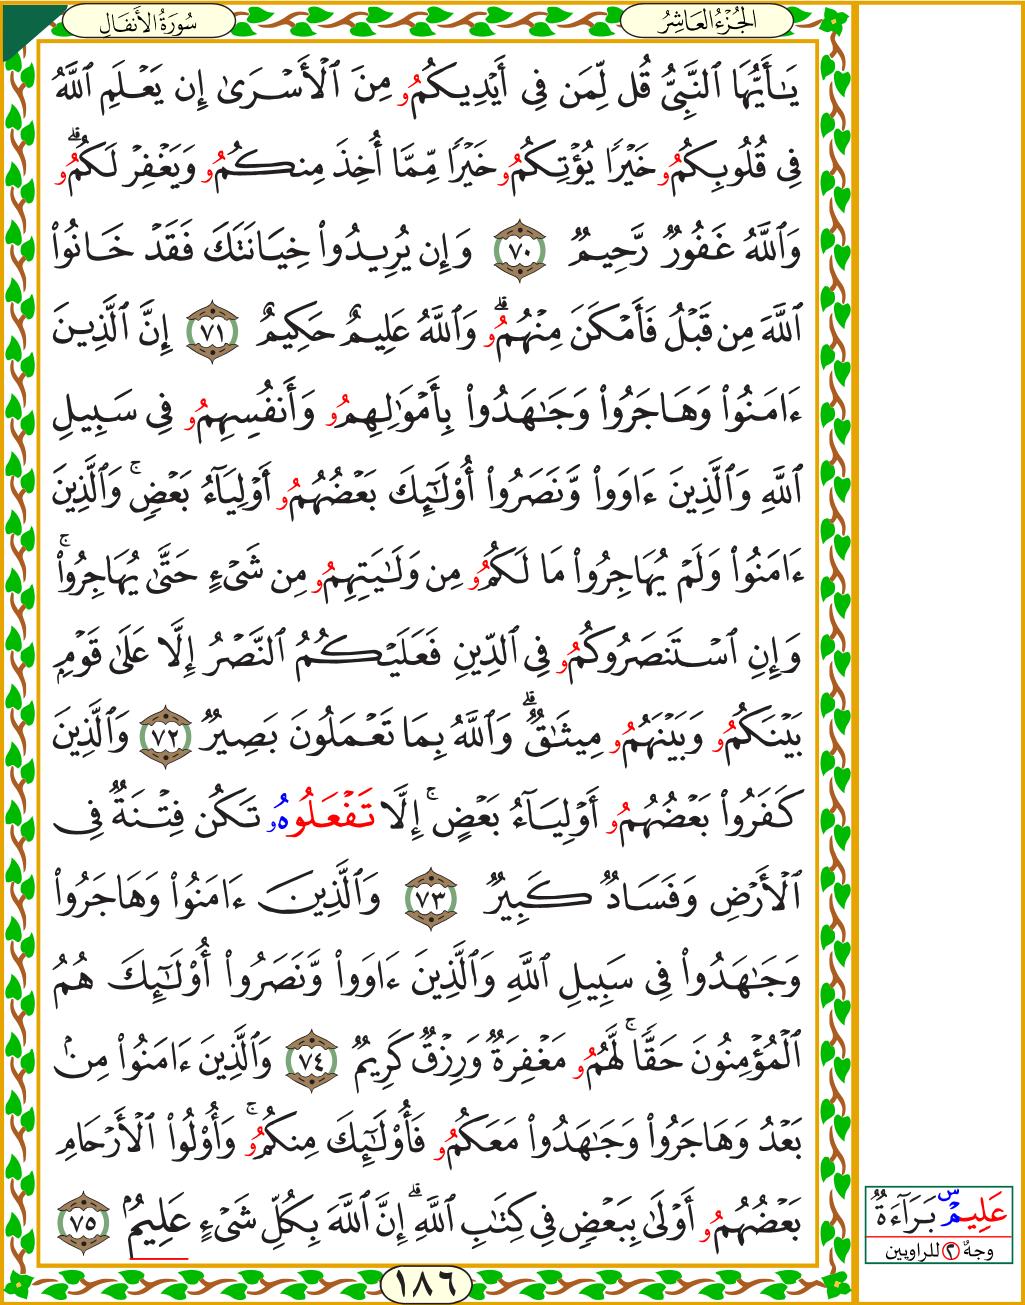 الجُزْءُ العَاشِرُ
سُورَةُ الأَنفَالِ
يَٰٓأَيُّهَا ٱلنَّبِىُّ قُل لِّمَن فِىٓ أَيْدِيكُمُۥ مِنَ ٱلْأَسْرَىٰٓ إِن يَعْلَمِ ٱللَّهُ
فِى قُلُوبِكُمُۥ خَيْرًا يُؤْتِكُمُۥ خَيْرًا مِّمَّآ أُخِذَ مِنكُمُۥ وَيَغْفِرْ لَكُمُۥۗ
وَٱللَّهُ غَفُورٌ رَّحِيمٌ ٧٠ وَإِن يُرِيدُوا۟ خِيَانَتَكَ فَقَدْ خَانُوا۟
ٱللَّهَ مِن قَبْلُ فَأَمْكَنَ مِنْهُمُۥۗ وَٱللَّهُ عَلِيمٌ حَكِيمٌ ٧١ إِنَّ ٱلَّذِينَ
ءَامَنُوا۟ وَهَاجَرُوا۟ وَجَٰهَدُوا۟ بِأَمْوَٰلِهِمُۥ وَأَنفُسِهِمُۥ فِى سَبِيلِ
ٱللَّهِ وَٱلَّذِينَ ءَاوَوا۟ وَّنَصَرُوٓا۟ أُو۟لَٰٓئِكَ بَعْضُهُمُۥٓ أَوْلِيَآءُ بَعْضٍۚ وَٱلَّذِينَ
ءَامَنُوا۟ وَلَمْ يُهَاجِرُوا۟ مَا لَكُمُۥ مِن وَلَٰيَتِهِمُۥ مِن شَىْءٍ حَتَّىٰ يُهَاجِرُوا۟ۚ
وَإِنِ ٱسْتَنصَرُوكُمُۥ فِى ٱلدِّينِ فَعَلَيْكُمُ ٱلنَّصْرُ إِلَّا عَلَىٰ قَوْمٍۭ
بَيْنَكُمُۥ وَبَيْنَهُمُۥ مِيثَٰقٌۗ وَٱللَّهُ بِمَا تَعْمَلُونَ بَصِيرٌ ٧٢ وَٱلَّذِينَ
كَفَرُوا۟ بَعْضُهُمُۥٓ أَوْلِيَآءُ بَعْضٍۚ إِلَّا تَفْعَلُوهُۥ تَكُن فِتْنَةٌ فِى
ٱلْأَرْضِ وَفَسَادٌ كَبِيرٌ ٧٣ وَٱلَّذِينَ ءَامَنُوا۟ وَهَاجَرُوا۟
وَجَٰهَدُوا۟ فِى سَبِيلِ ٱللَّهِ وَٱلَّذِينَ ءَاوَوا۟ وَّنَصَرُوٓا۟ أُو۟لَٰٓئِكَ هُمُ
ٱلْمُؤْمِنُونَ حَقًّاۚ لَّهُمُۥ مَغْفِرَةٌ وَرِزْقٌ كَرِيمٌ ٧٤ وَٱلَّذِينَ ءَامَنُوا۟ مِنۢ
بَعْدُ وَهَاجَرُوا۟ وَجَٰهَدُوا۟ مَعَكُمُۥ فَأُو۟لَٰٓئِكَ مِنكُمُۥۚ وَأُو۟لُوا۟ ٱلْأَرْحَامِ
بَعْضُهُمُۥٓ أَوْلَىٰ بِبَعْضٍ فِى كِتَٰبِ ٱللَّهِۗ إِنَّ ٱللَّهَ بِكُلِّ شَىْءٍ عَلِيمٌۢ ٧٥
عَلِيمٌۜ بَرَآءَةٌ
وجهٌ ٣ للراويين
١٨٦